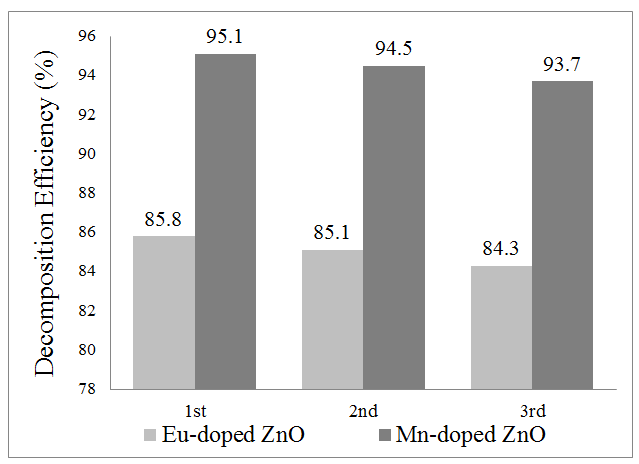 Decomposition Efficiency (%)
96
94
92
90
88
86
84
82
80
78
85.8
95.1
85.1
94.5
84.3
93.7
1st
2nd
3rd
Eu-doped ZnO
Mn-doped ZnO